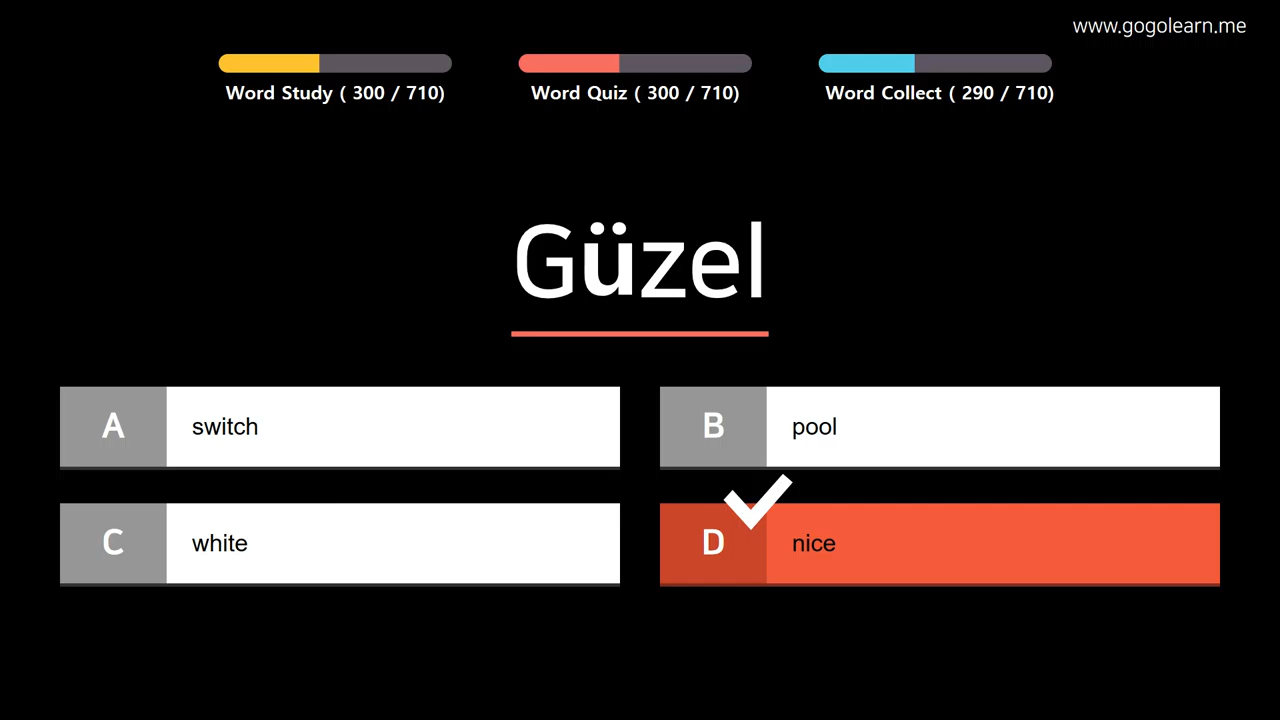 www.gogolearn.me
Word Study ( 300 / 710)
Word Quiz ( 300 / 710)
Word Collect ( 290 / 710)
Güzel
A switch
B pool
C white
D nice